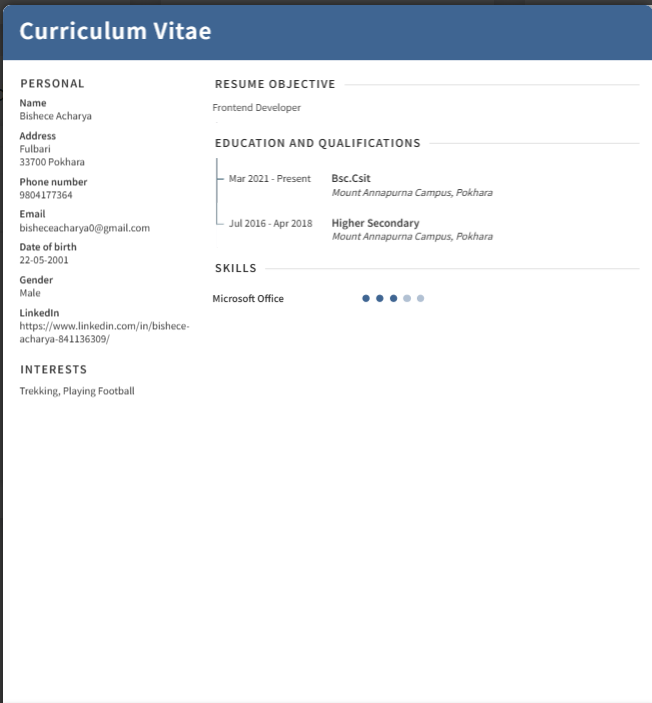 Curriculum Vitae
PERSONAL
Name
Bishece Acharya
Address
Fulbari
33700 Pokhara
Phone number
9804177364
Email
bisheceacharya0@gmail.com
Date of birth
22-05-2001
Gender
Male
LinkedIn
https://www.linkedin.com/in/bishece-
acharya-841136309/
INTERESTS
Trekking, Playing Football
RESUME OBJECTIVE
Frontend Developer
EDUCATION AND QUALIFICATIONS
Mar 2021 - Present Bsc.Csit
Mount Annapurna Campus, Pokhara
Jul 2016 - Apr 2018 Higher Secondary
Mount Annapurna Campus, Pokhara
SKILLS
Microsoft Office